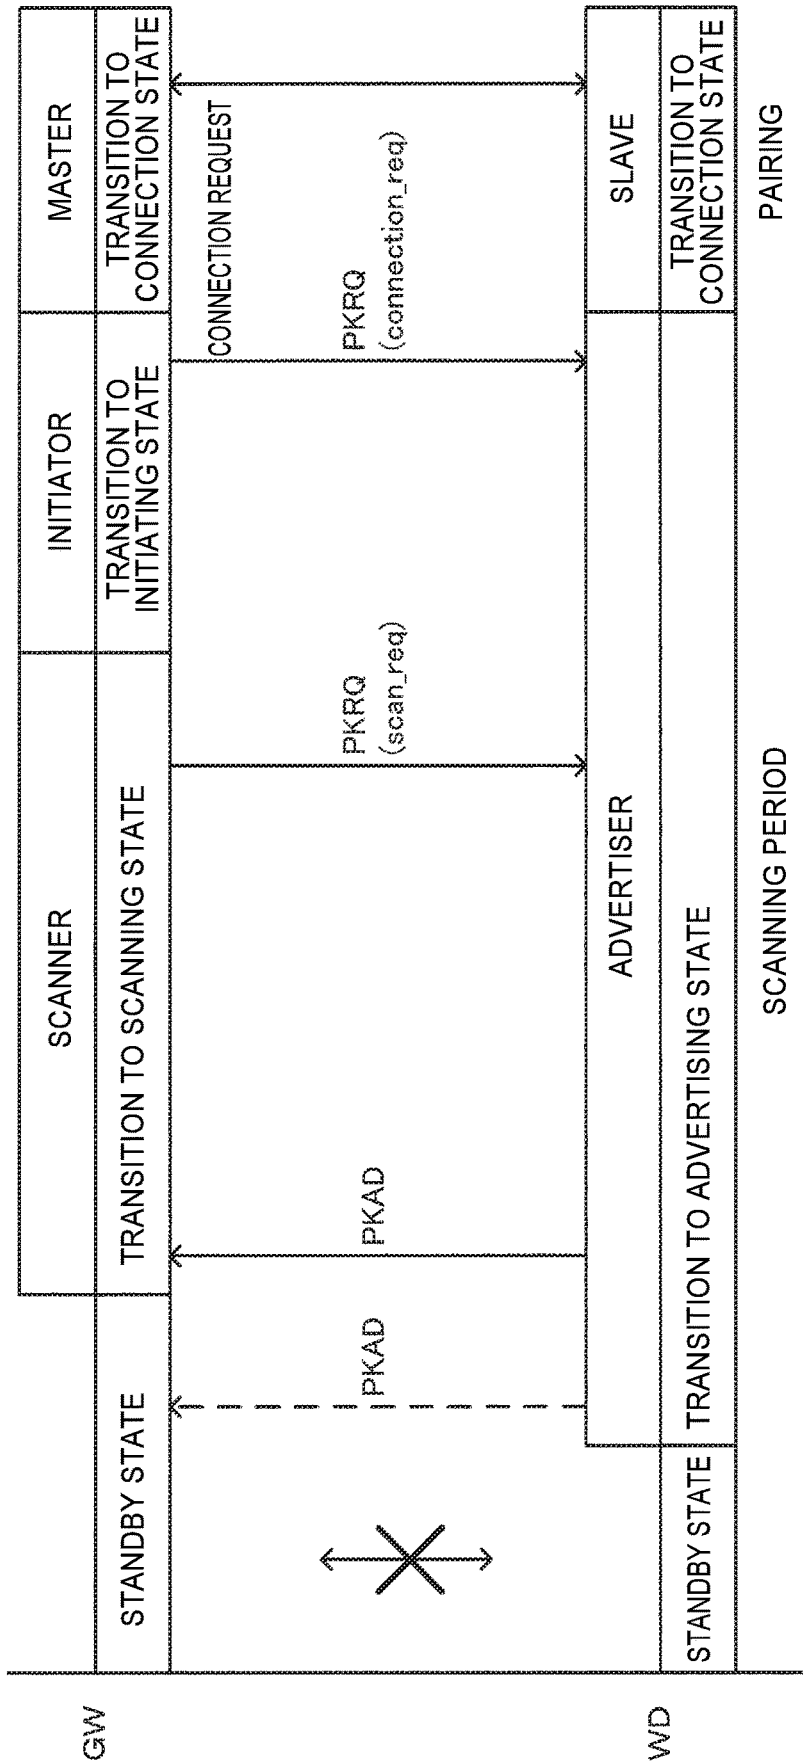 GW
SCANNER
INITIATOR
MASTER
STANDBY STATE
TRANSITION TO SCANNING STATE
TRANSITION TO
INITIATING STATE
TRANSITION TO
CONNECTION STATE
CONNECTION REQUEST
PKAD
PKAD
PKRQ
(scan_req)
PKRQ
(connection_req)
WD
ADVERTISER
SLAVE
STANDBY STATE
TRANSITION TO ADVERTISING STATE
TRANSITION TO
CONNECTION STATE
SCANNING PERIOD
PAIRING